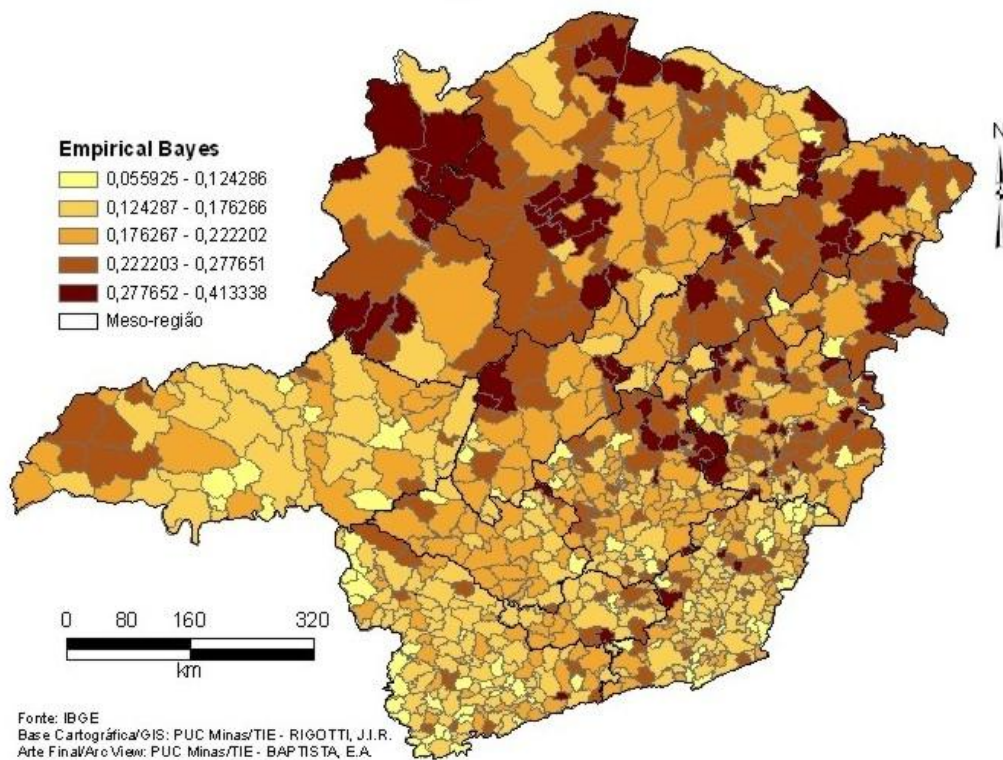 Empirical Bayes
0,055925 - 0,124286
0,124287 - 0,176266
0,176267 - 0,222202
0,222203 - 0,277651
0,277652 - 0,413338
Meso-região
N
0 80 160 320
km
Fonte: IBGE
Base Cartográfica/GIS: PUC Minas/TIE - RIGOTTI, J.I.R.
Arte Final/Arc View: PUC Minas/TIE - BAPTISTA, E.A.